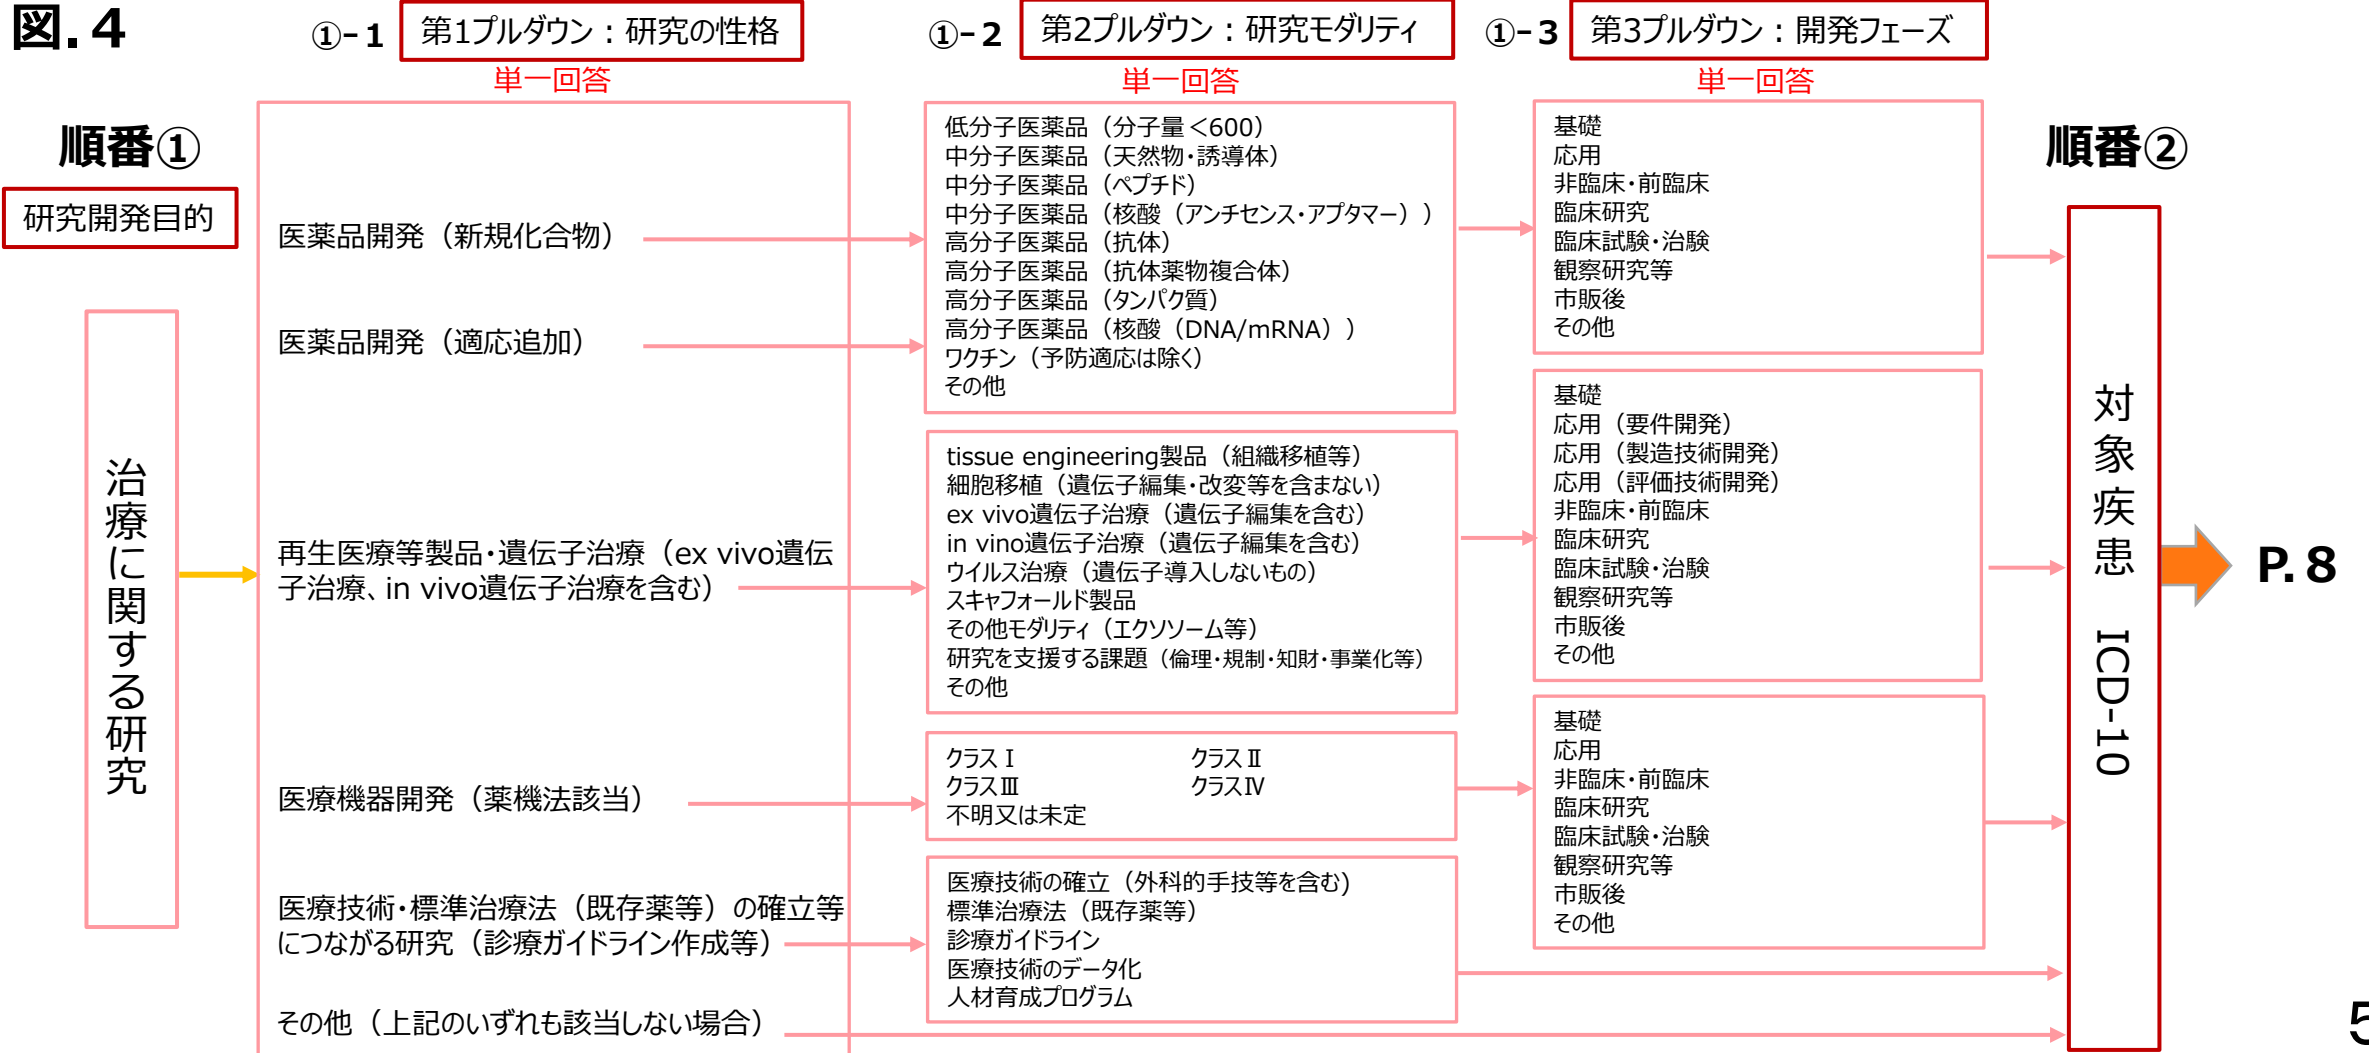 図.４
①-１
第1プルダウン：研究の性格
単一回答
①-２
第2プルダウン：研究モダリティ
単一回答
①-３
第3プルダウン：開発フェーズ
単一回答
順番①
研究開発目的
治療に関する研究
医薬品開発（新規化合物）
医薬品開発（適応追加）
再生医療等製品・遺伝子治療（ex vivo遺伝
子治療、in vivo遺伝子治療を含む）
医療機器開発（薬機法該当）
医療技術・標準治療法（既存薬等）の確立等
につながる研究（診療ガイドライン作成等）
その他（上記のいずれも該当しない場合）
低分子医薬品（分子量＜600）
中分子医薬品（天然物・誘導体）
中分子医薬品（ペプチド）
中分子医薬品（核酸（アンチセンス・アプタマー））
高分子医薬品（抗体）
高分子医薬品（抗体薬物複合体）
高分子医薬品（タンパク質）
高分子医薬品（核酸（DNA/mRNA））
ワクチン（予防適応は除く）
その他
tissue engineering製品（組織移植等）
細胞移植（遺伝子編集・改変等を含まない）
ex vivo遺伝子治療（遺伝子編集を含む）
in vino遺伝子治療（遺伝子編集を含む）
ウイルス治療（遺伝子導入しないもの）
スキャフォールド製品
その他モダリティ（エクソソーム等）
研究を支援する課題（倫理・規制・知財・事業化等）
その他
クラスⅠ クラスⅡ
クラスⅢ クラスⅣ
不明又は未定
医療技術の確立（外科的手技等を含む)
標準治療法（既存薬等）
診療ガイドライン
医療技術のデータ化
人材育成プログラム
基礎
応用
非臨床・前臨床
臨床研究
臨床試験・治験
観察研究等
市販後
その他
基礎
応用（要件開発）
応用（製造技術開発）
応用（評価技術開発）
非臨床・前臨床
臨床研究
臨床試験・治験
観察研究等
市販後
その他
基礎
応用
非臨床・前臨床
臨床研究
臨床試験・治験
観察研究等
市販後
その他
順番②
対象疾患　ICD-10
P.８
5